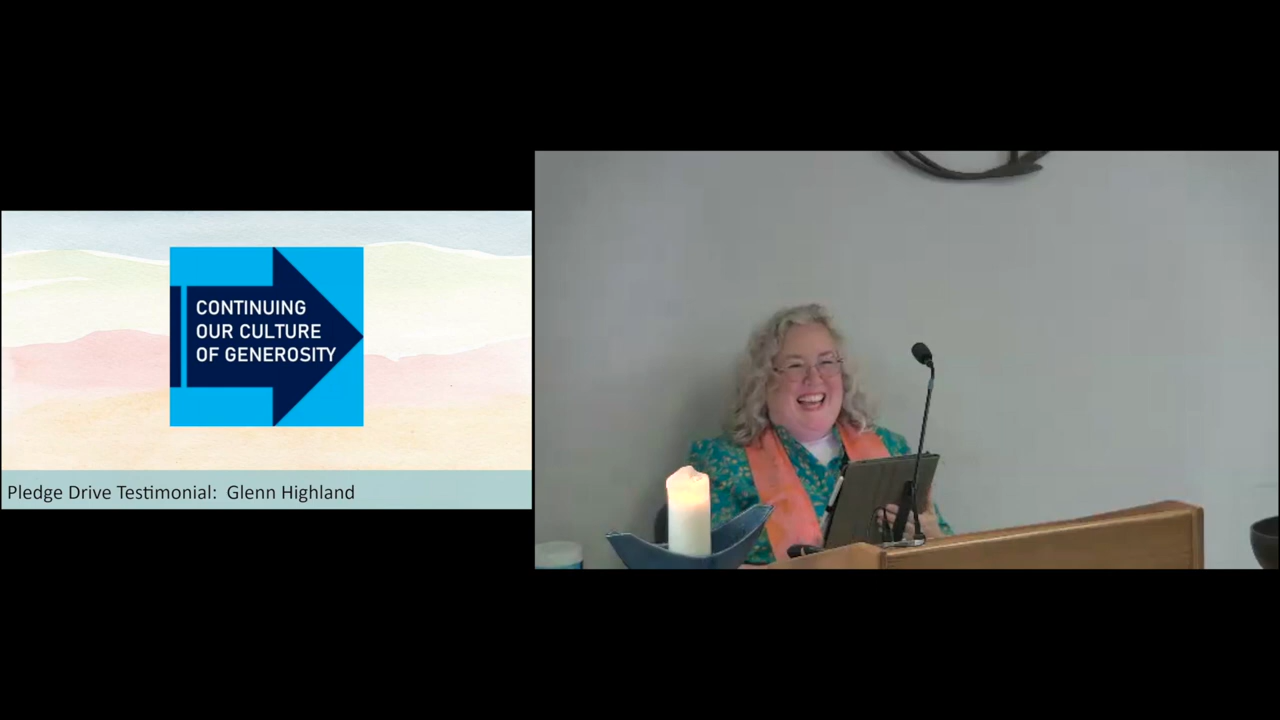 CONTINUING
OUR CULTURE
OF GENEROSITY
Pledge Drive Testimonial:  Glenn Highland